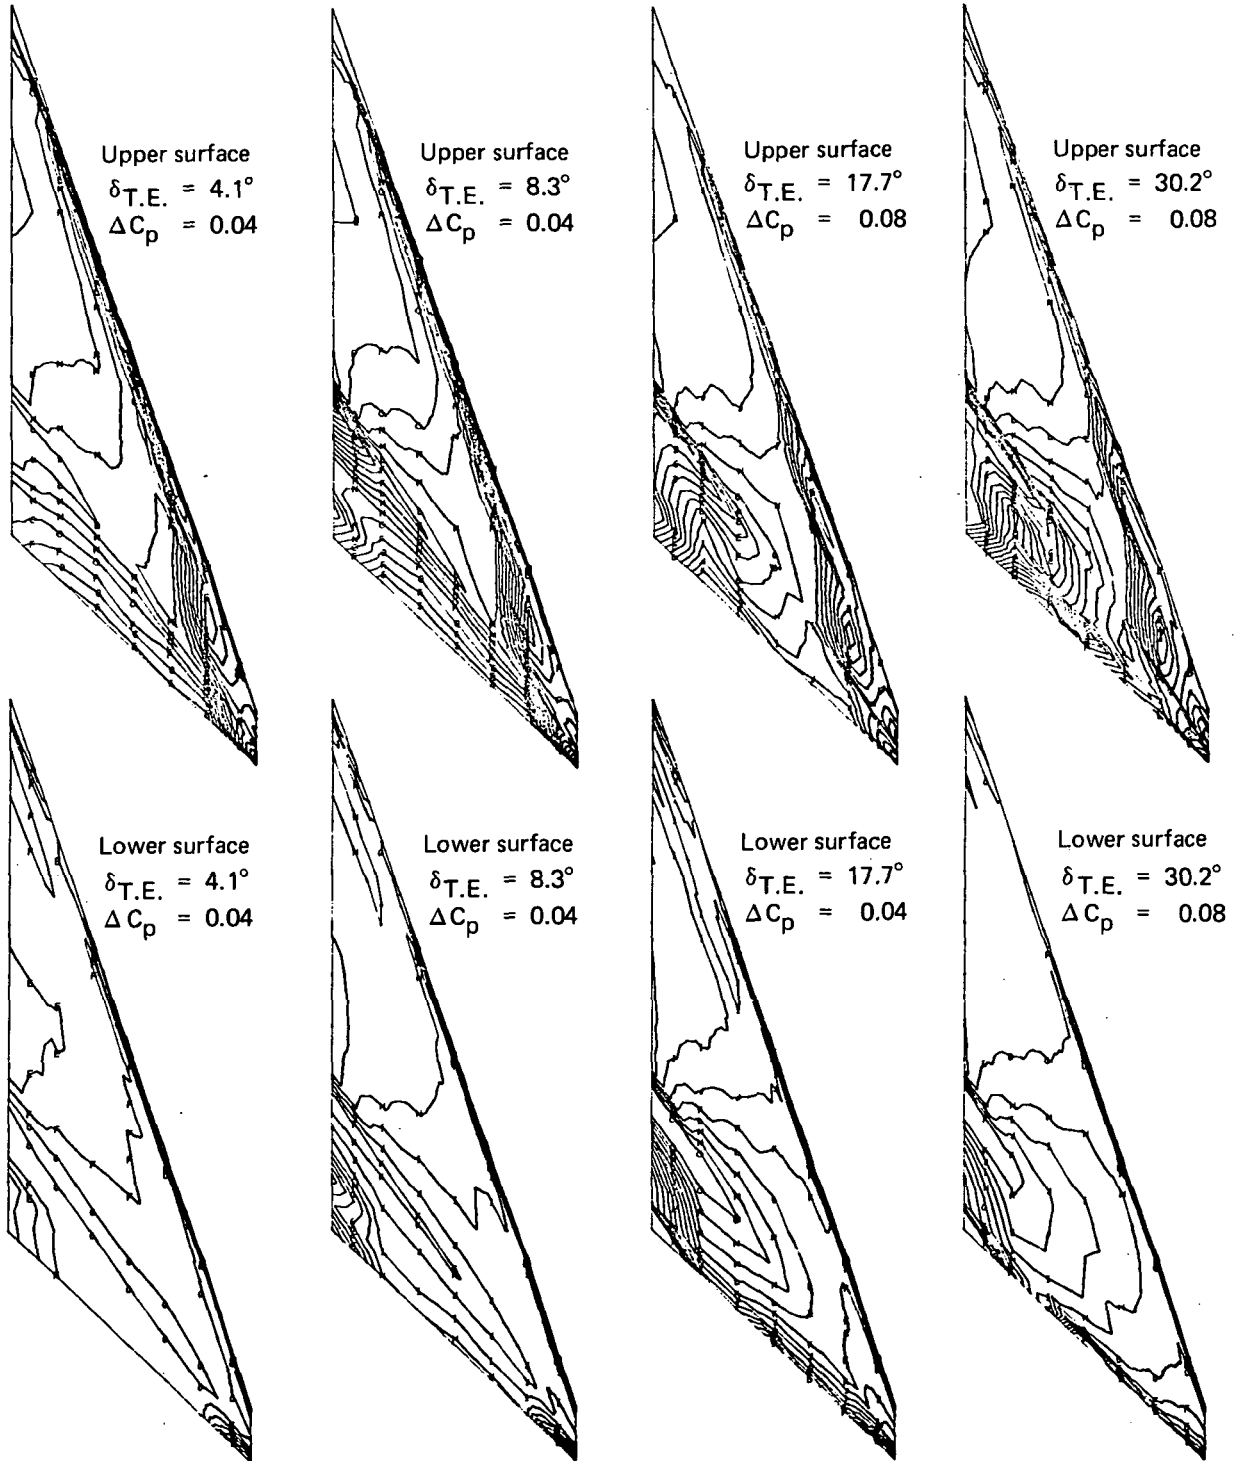 Upper surface
δT.E. = 4.1°
ΔCp = 0.04
Upper surface
δT.E. = 8.3°
ΔCp = 0.04
Upper surface
δT.E. = 17.7°
ΔCp = 0.08
Upper surface
δT.E. = 30.2°
ΔCp = 0.08
Lower surface
δT.E. = 4.1°
ΔCp = 0.04
Lower surface
δT.E. = 8.3°
ΔCp = 0.04
Lower surface
δT.E. = 17.7°
ΔCp = 0.04
Lower surface
δT.E. = 30.2°
ΔCp = 0.08